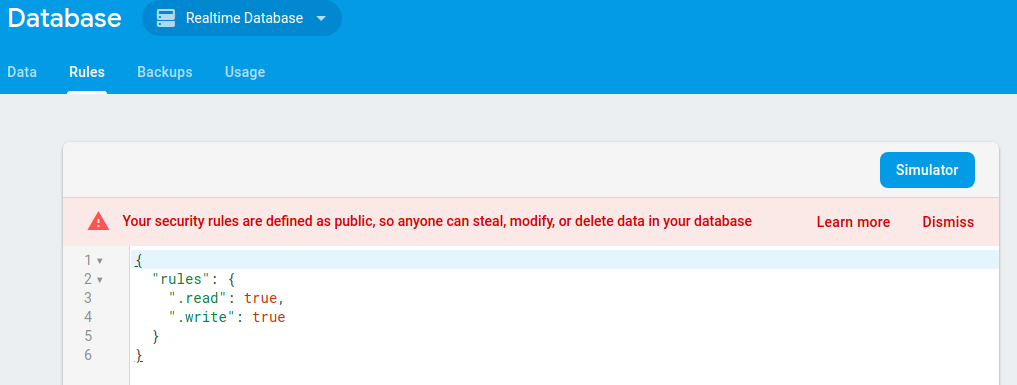 Database Realtime Database
Data Rules Backups Usage
Simulator
Your security rules are defined as public, so anyone can steal, modify, or delete data in your database Learn more Dismiss
1 {
2 "rules": {
3 ".read": true,
4 ".write": true
5 }
6 }